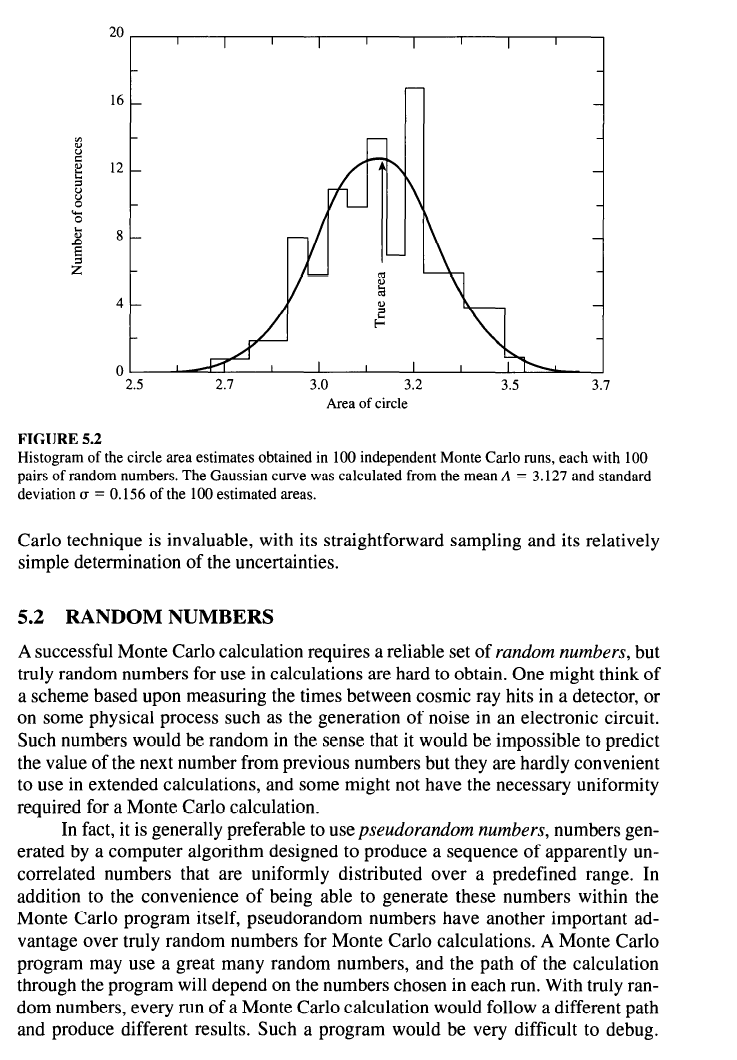 20
16
12
8
4
0
Number of occurrences
True area
2.5 2.7 3.0 3.2 3.5 3.7
Area of circle
FIGURE 5.2
Histogram of the circle area estimates obtained in 100 independent Monte Carlo runs, each with 100
pairs of random numbers. The Gaussian curve was calculated from the mean A = 3.127 and standard
deviation σ = 0.156 of the 100 estimated areas.
Carlo technique is invaluable, with its straightforward sampling and its relatively
simple determination of the uncertainties.
5.2 RANDOM NUMBERS
A successful Monte Carlo calculation requires a reliable set of random numbers, but
truly random numbers for use in calculations are hard to obtain. One might think of
a scheme based upon measuring the times between cosmic ray hits in a detector, or
on some physical process such as the generation of noise in an electronic circuit.
Such numbers would be random in the sense that it would be impossible to predict
the value of the next number from previous numbers but they are hardly convenient
to use in extended calculations, and some might not have the necessary uniformity
required for a Monte Carlo calculation.
In fact, it is generally preferable to use pseudorandom numbers, numbers gen-
erated by a computer algorithm designed to produce a sequence of apparently un-
correlated numbers that are uniformly distributed over a predefined range. In
addition to the convenience of being able to generate these numbers within the
Monte Carlo program itself, pseudorandom numbers have another important ad-
vantage over truly random numbers for Monte Carlo calculations. A Monte Carlo
program may use a great many random numbers, and the path of the calculation
through the program will depend on the numbers chosen in each run. With truly ran-
dom numbers, every run of a Monte Carlo calculation would follow a different path
and produce different results. Such a program would be very difficult to debug.